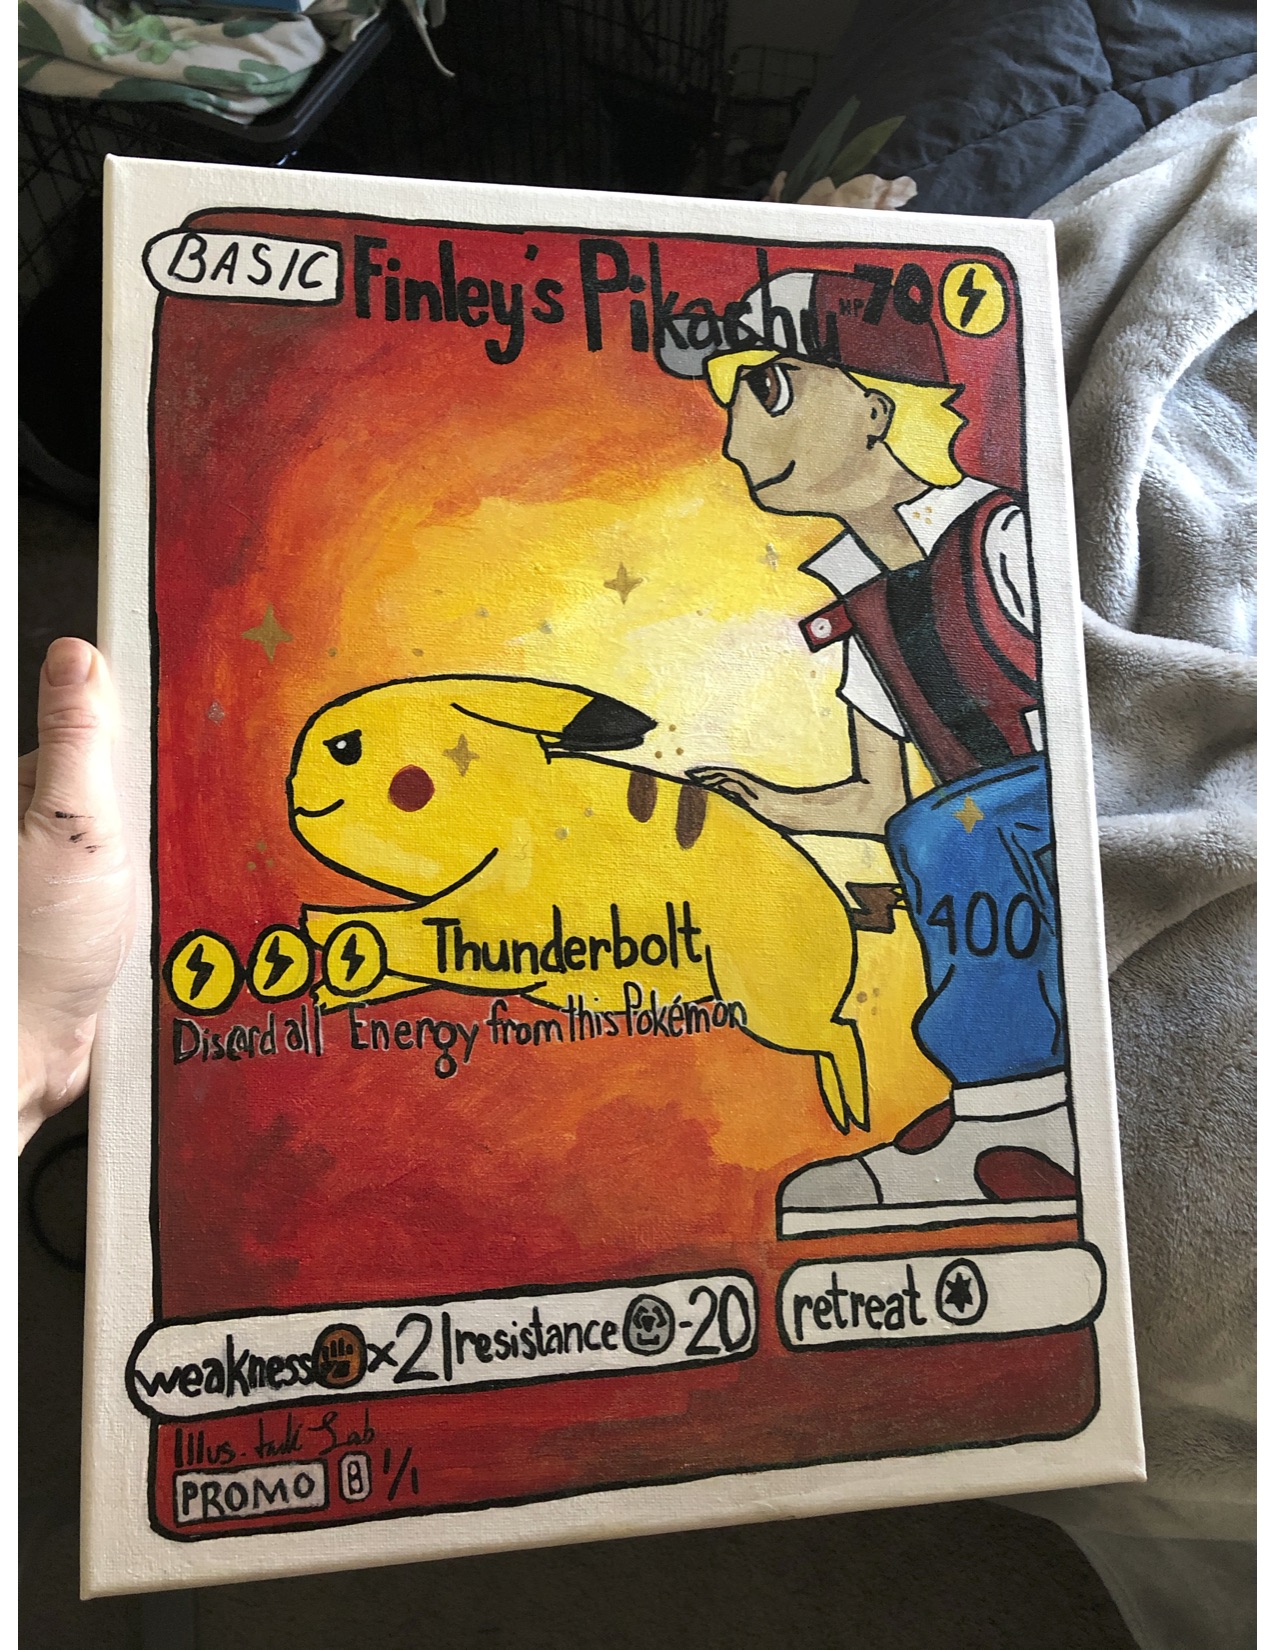 BASIC Finley's Pikachu HP 70
Thunderbolt 400
Discard all Energy from this Pokémon
weakness x2 | resistance -20 retreat
Illus.
PROMO B 1/1